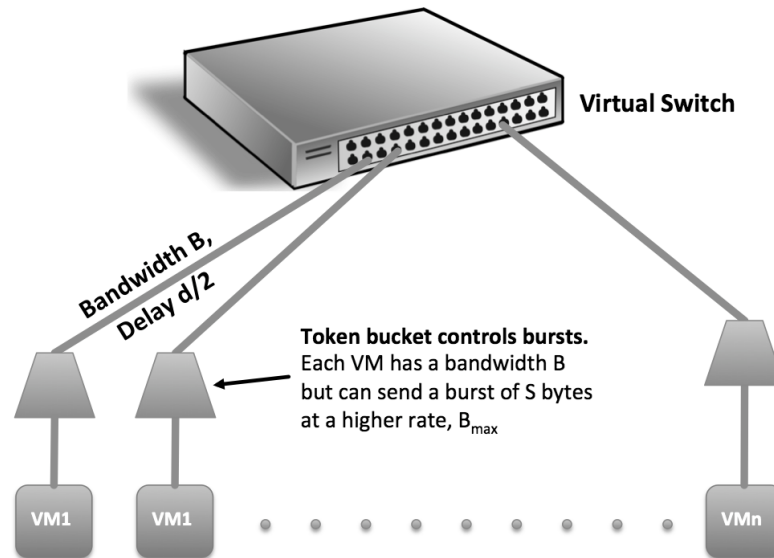 Virtual Switch
Bandwidth B,
Delay d/2
Token bucket controls bursts.
Each VM has a bandwidth B
but can send a burst of S bytes
at a higher rate, Bmax
VM1
VM1
VMn